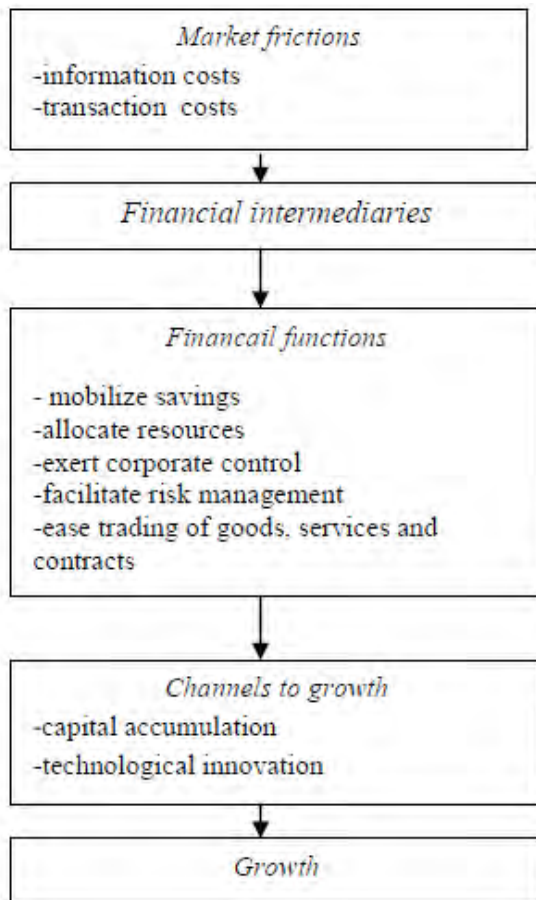 Market frictions
-information costs
-transaction costs
Financial intermediaries
Financail functions
- mobilize savings
-allocate resources
-exert corporate control
-facilitate risk management
-ease trading of goods, services and
contracts
Channels to growth
-capital accumulation
-technological innovation
Growth